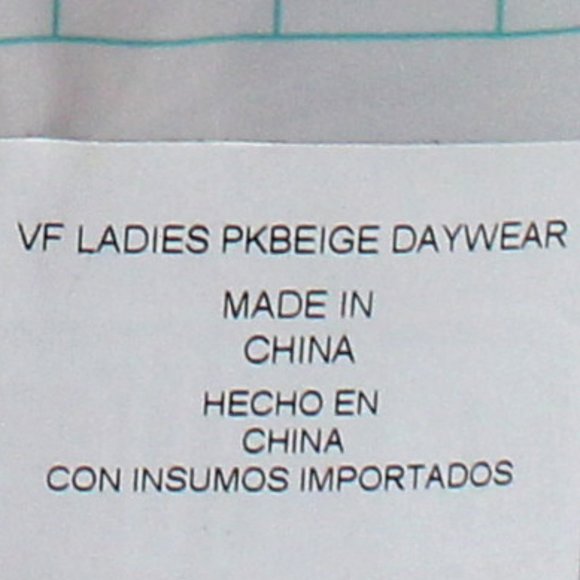 VF LADIES PKBEIGE DAYWEAR
MADE IN
CHINA
HECHO EN
CHINA
CON INSUMOS IMPORTADOS